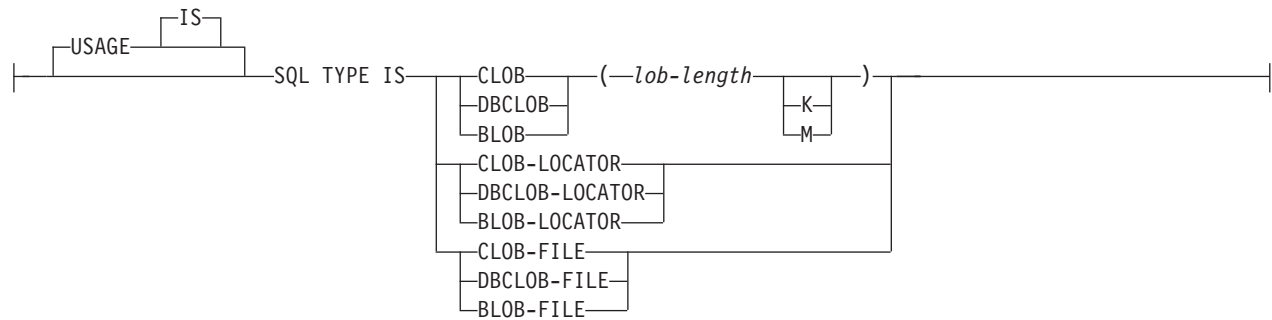 IS
USAGE
SQL TYPE IS CLOB ( lob-length )
DBCLOB K
BLOB M
CLOB-LOCATOR
DBCLOB-LOCATOR
BLOB-LOCATOR
CLOB-FILE
DBCLOB-FILE
BLOB-FILE